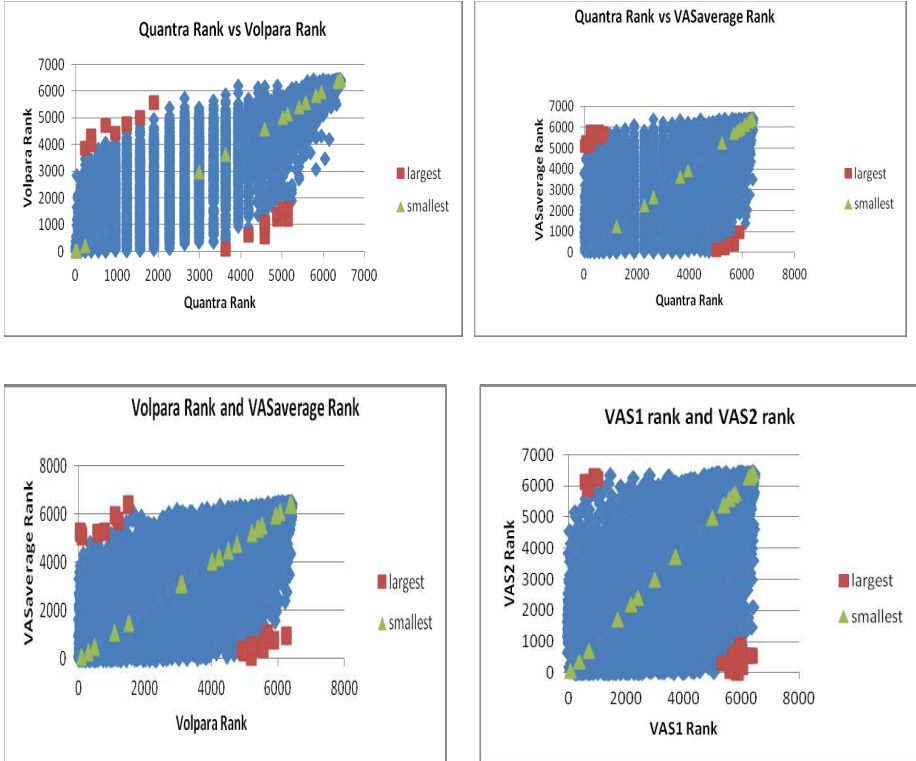 Quantra Rank vs Volpara Rank
7000
6000
5000
4000
3000
2000
1000
0
Volpara Rank
0 1000 2000 3000 4000 5000 6000 7000
Quantra Rank
largest
smallest
Quantra Rank vs VASaverage Rank
7000
6000
5000
4000
3000
2000
1000
0
VASaverage Rank
0 2000 4000 6000 8000
Quantra Rank
largest
smallest
Volpara Rank and VASaverage Rank
8000
6000
4000
2000
0
VASaverage Rank
0 2000 4000 6000 8000
Volpara Rank
largest
smallest
VAS1 rank and VAS2 rank
7000
6000
5000
4000
3000
2000
1000
0
VAS2 Rank
0 2000 4000 6000 8000
VAS1 Rank
largest
smallest